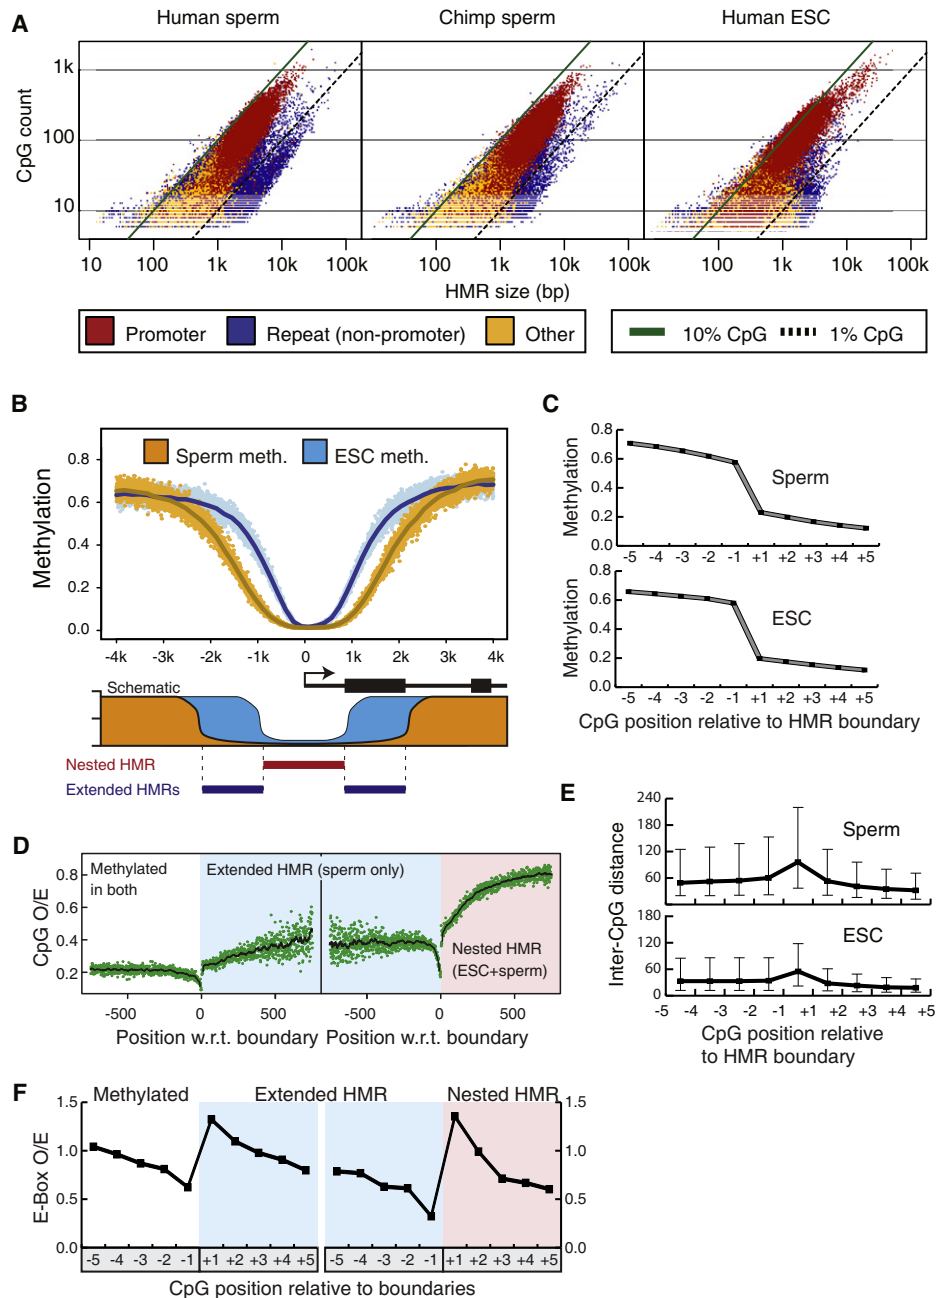 A
Human sperm
Chimp sperm
Human ESC
CpG count
1k
100
10
10 100 1k 10k 100k
100 1k 10k 100k
100 1k 10k 100k
HMR size (bp)
Promoter
Repeat (non-promoter)
Other
10% CpG
1% CpG
B
Sperm meth.
ESC meth.
Methylation
0.8
0.6
0.4
0.2
0.0
-4k -3k -2k -1k 0 1k 2k 3k 4k
Schematic
Nested HMR
Extended HMRs
C
Methylation
0.8
0.6
0.4
0.2
0.0
Sperm
-5 -4 -3 -2 -1 +1 +2 +3 +4 +5
Methylation
0.8
0.6
0.4
0.2
0.0
ESC
-5 -4 -3 -2 -1 +1 +2 +3 +4 +5
CpG position relative to HMR boundary
D
CpG O/E
0.8
0.6
0.4
0.2
Methylated
in both
Extended HMR (sperm only)
Nested HMR
(ESC+sperm)
-500 0 500 -500 0 500
Position w.r.t. boundary
Position w.r.t. boundary
E
Inter-CpG distance
240
180
120
60
Sperm
180
120
60
0
ESC
-5 -4 -3 -2 -1 +1 +2 +3 +4 +5
CpG position relative
to HMR boundary
F
Methylated
Extended HMR
Nested HMR
E-Box O/E
1.5
1.0
0.5
0.0
1.5
1.0
0.5
0.0
-5 -4 -3 -2 -1 +1 +2 +3 +4 +5 -5 -4 -3 -2 -1 +1 +2 +3 +4 +5
CpG position relative to boundaries